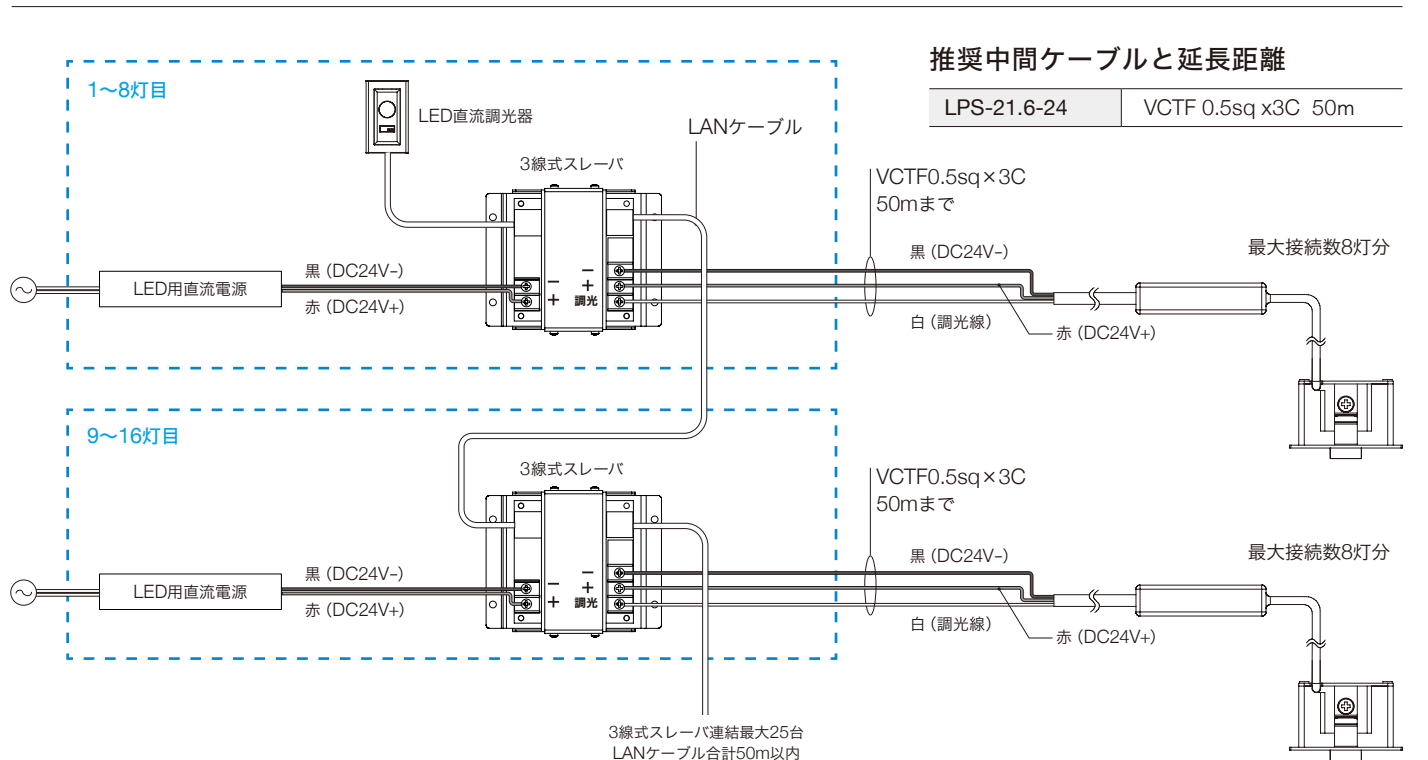 推奨中間ケーブルと延長距離
LPS-21.6-24 VCTF 0.5sq x3C 50m
1〜8灯目
LED直流調光器
LANケーブル
3線式スレーバ
VCTF0.5sq×3C
50mまで
黒 (DC24V-)
最大接続数8灯分
LED用直流電源
黒 (DC24V-)
赤 (DC24V+)
−
+
−
+
調光
白 (調光線)
赤 (DC24V+)
9〜16灯目
3線式スレーバ
VCTF0.5sq×3C
50mまで
黒 (DC24V-)
最大接続数8灯分
LED用直流電源
黒 (DC24V-)
赤 (DC24V+)
−
+
−
+
調光
白 (調光線)
赤 (DC24V+)
3線式スレーバ連結最大25台
LANケーブル合計50m以内